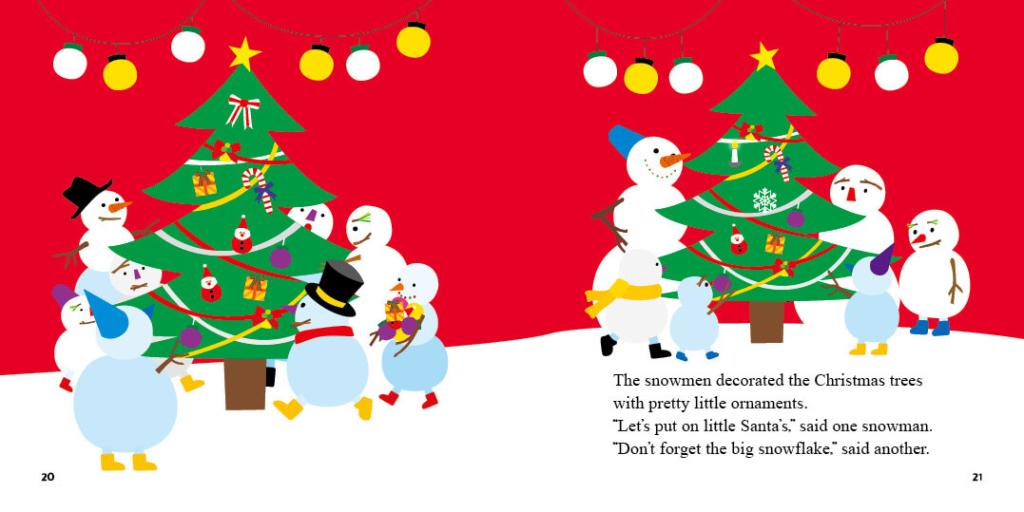 The snowmen decorated the Christmas trees
with pretty little ornaments.
"Let's put on little Santa's," said one snowman.
"Don't forget the big snowflake," said another.
20
21